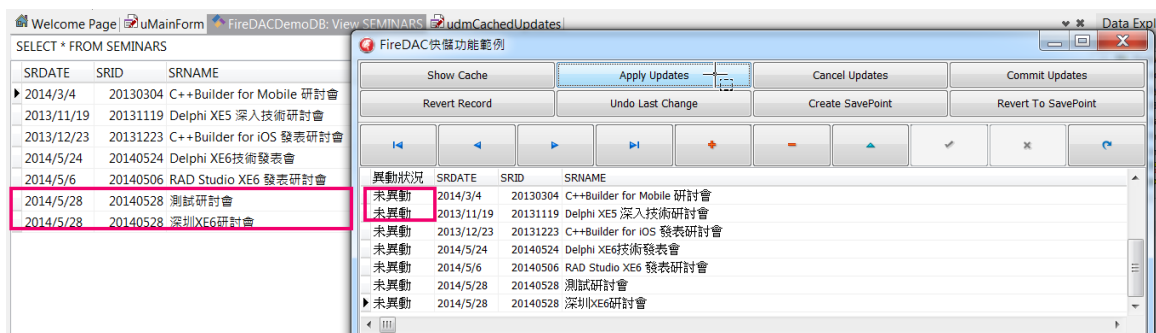 Welcome Page uMainForm FireDACDemoDB: View SEMINARS udmCachedUpdates
Data Expl
SELECT * FROM SEMINARS
SRDATE SRID SRNAME
2014/3/4 20130304 C++Builder for Mobile 研討會
2013/11/19 20131119 Delphi XE5 深入技術研討會
2013/12/23 20131223 C++Builder for iOS 發表研討會
2014/5/24 20140524 Delphi XE6技術發表會
2014/5/6 20140506 RAD Studio XE6 發表研討會
2014/5/28 20140528 測試研討會
2014/5/28 20140528 深圳XE6研討會
FireDAC快儲功能範例
Show Cache Apply Updates Cancel Updates Commit Updates
Revert Record Undo Last Change Create SavePoint Revert To SavePoint
異動狀況 SRDATE SRID SRNAME
未異動 2014/3/4 20130304 C++Builder for Mobile 研討會
未異動 2013/11/19 20131119 Delphi XE5 深入技術研討會
未異動 2013/12/23 20131223 C++Builder for iOS 發表研討會
未異動 2014/5/24 20140524 Delphi XE6技術發表會
未異動 2014/5/6 20140506 RAD Studio XE6 發表研討會
未異動 2014/5/28 20140528 測試研討會
未異動 2014/5/28 20140528 深圳XE6研討會